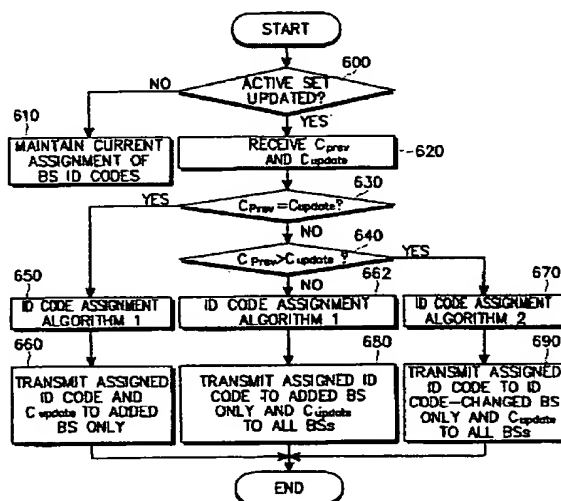 START
600
ACTIVE SET
UPDATED?
NO
YES
610
MAINTAIN CURRENT
ASSIGNMENT OF
BS ID CODES
RECEIVE Cprev
AND Cupdate
620
630
CPrev=Cupdate?
YES
NO
640
CPrev>Cupdate ?
YES
NO
650
ID CODE ASSIGNMENT
ALGORITHM 1
662
ID CODE ASSIGNMENT
ALGORITHM 1
670
ID CODE ASSIGNMENT
ALGORITHM 2
660
TRANSMIT ASSIGNED
ID CODE AND
Cupdate TO ADDED
BS ONLY
680
TRANSMIT ASSIGNED ID
CODE TO ADDED BS
ONLY AND Cupdate
TO ALL BSs
690
TRANSMIT ASSIGNED
ID CODE TO ID
CODE-CHANGED BS
ONLY AND Cupdate
TO ALL BSs
END